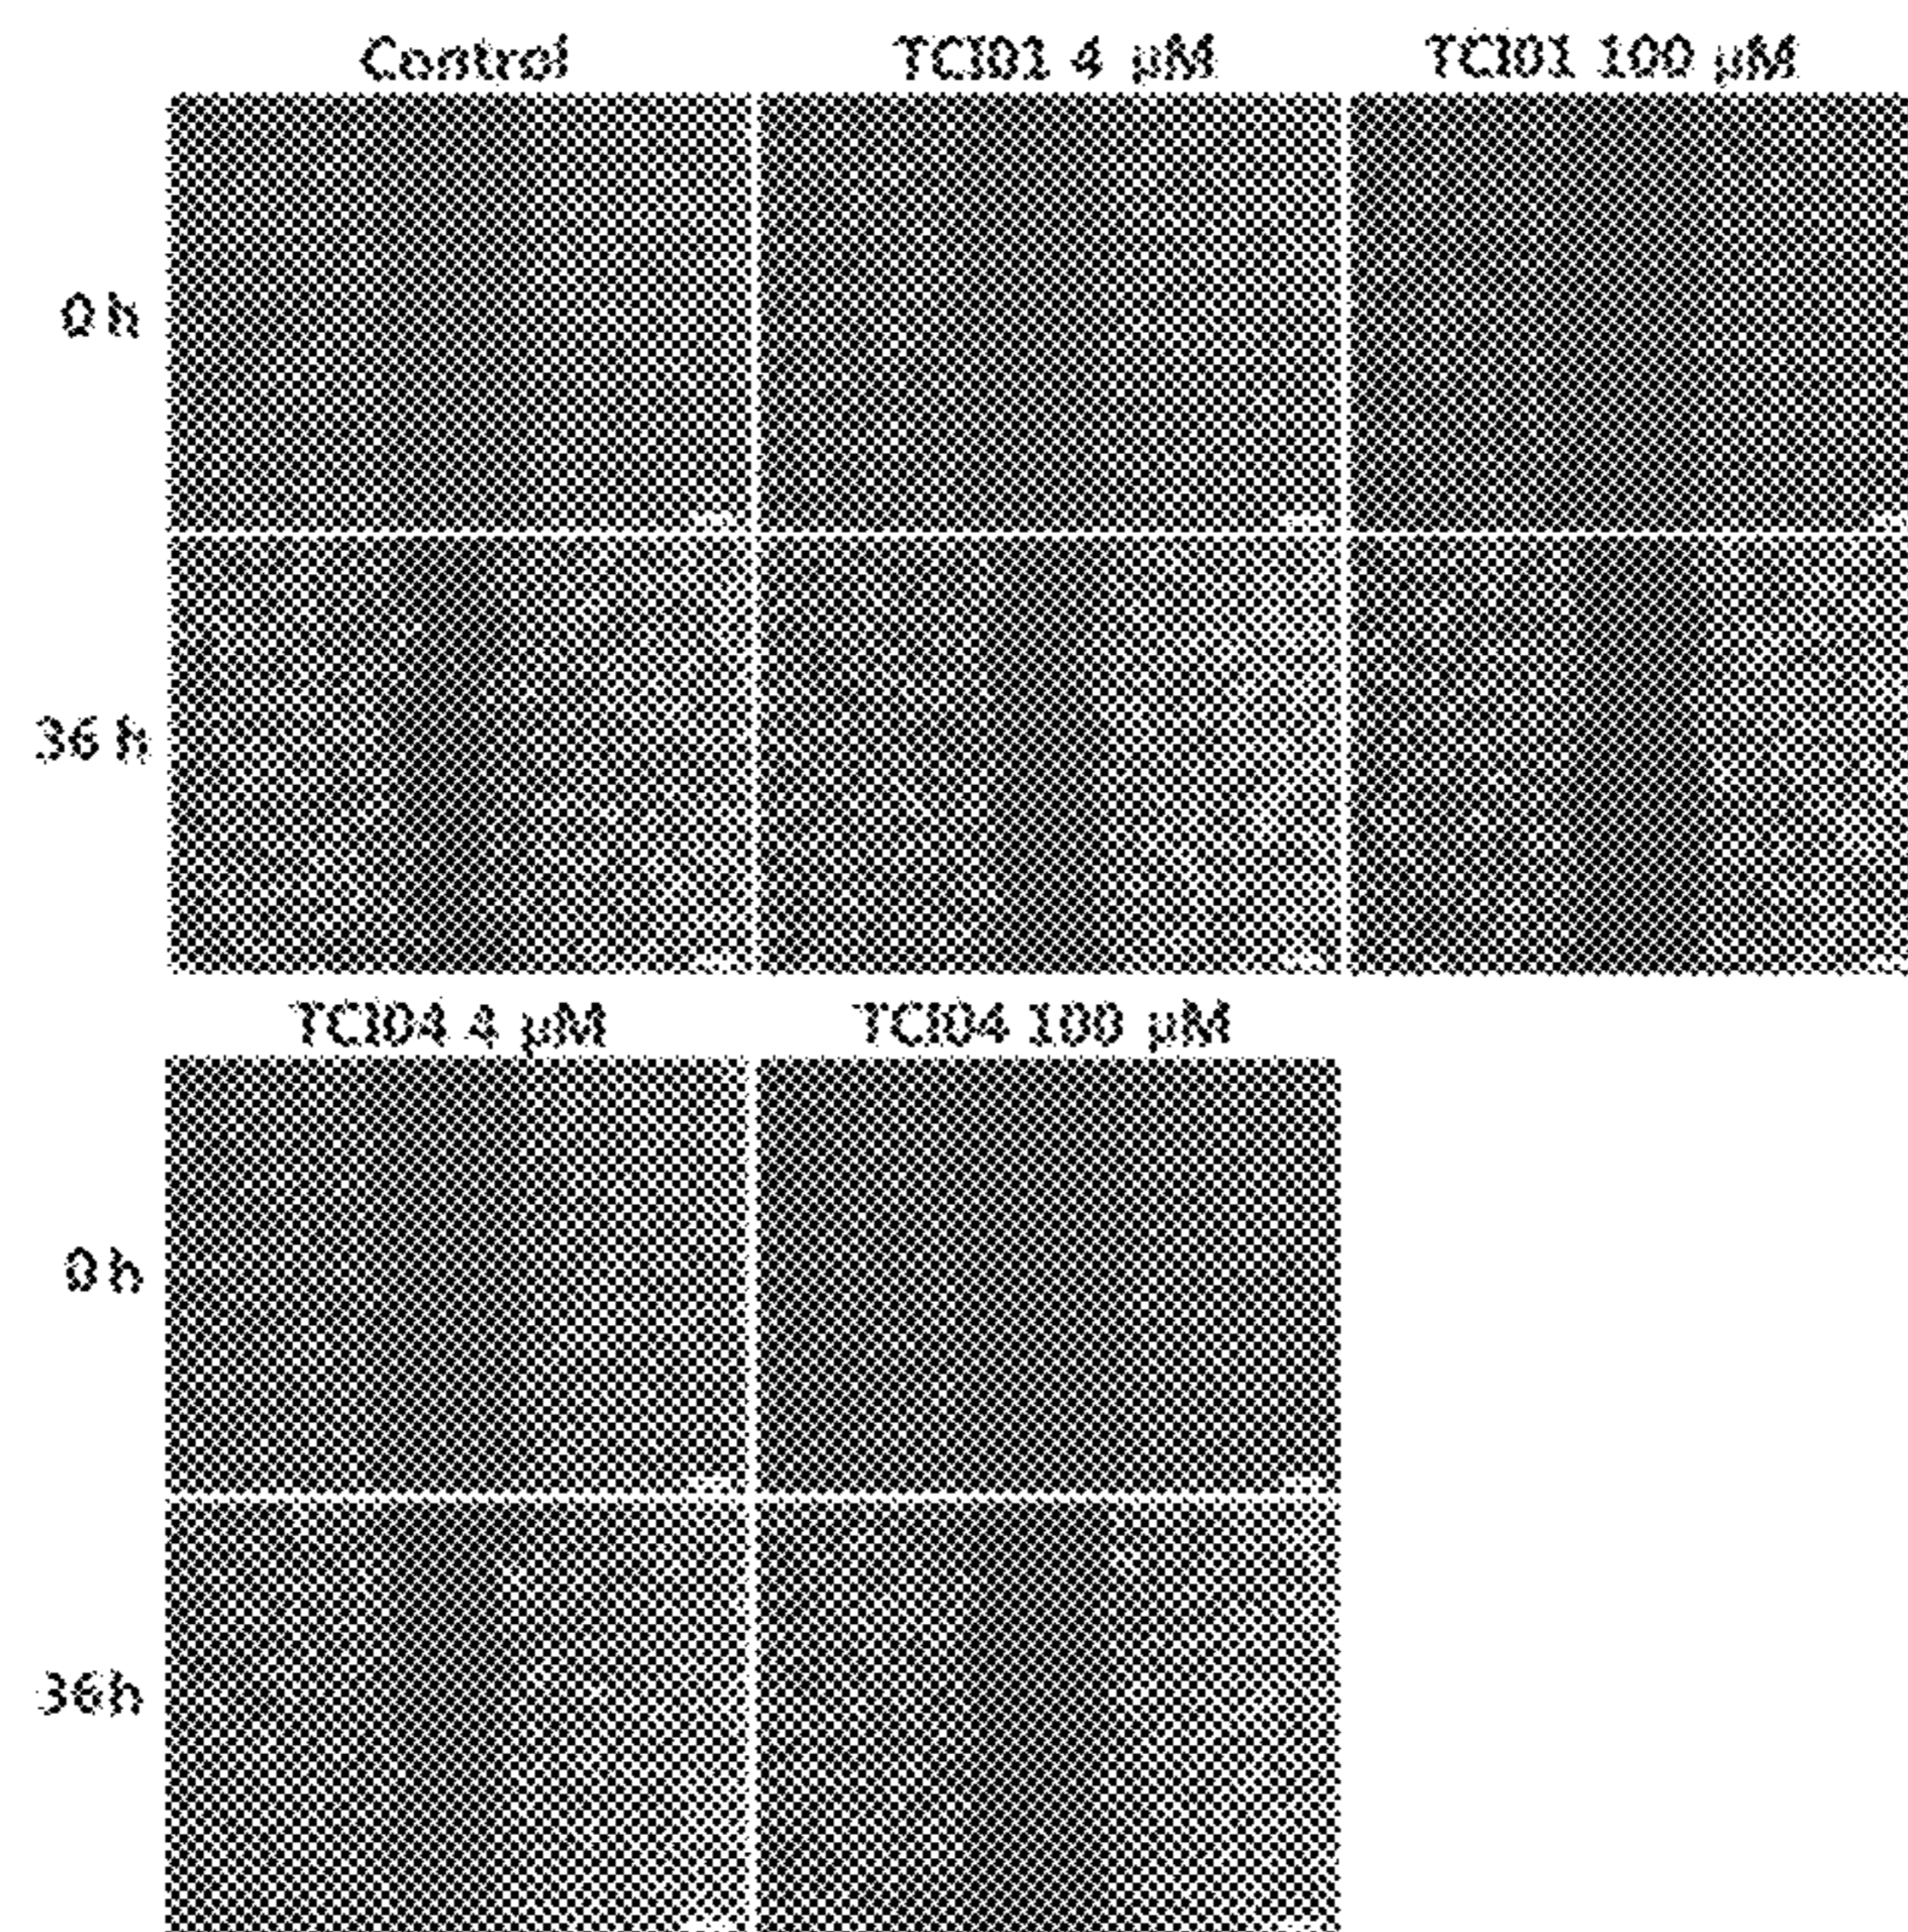 Control TCI01 4 µM TCI01 100 µM
0 h
36 h
TCI04 4 µM TCI04 100 µM
0 h
36h